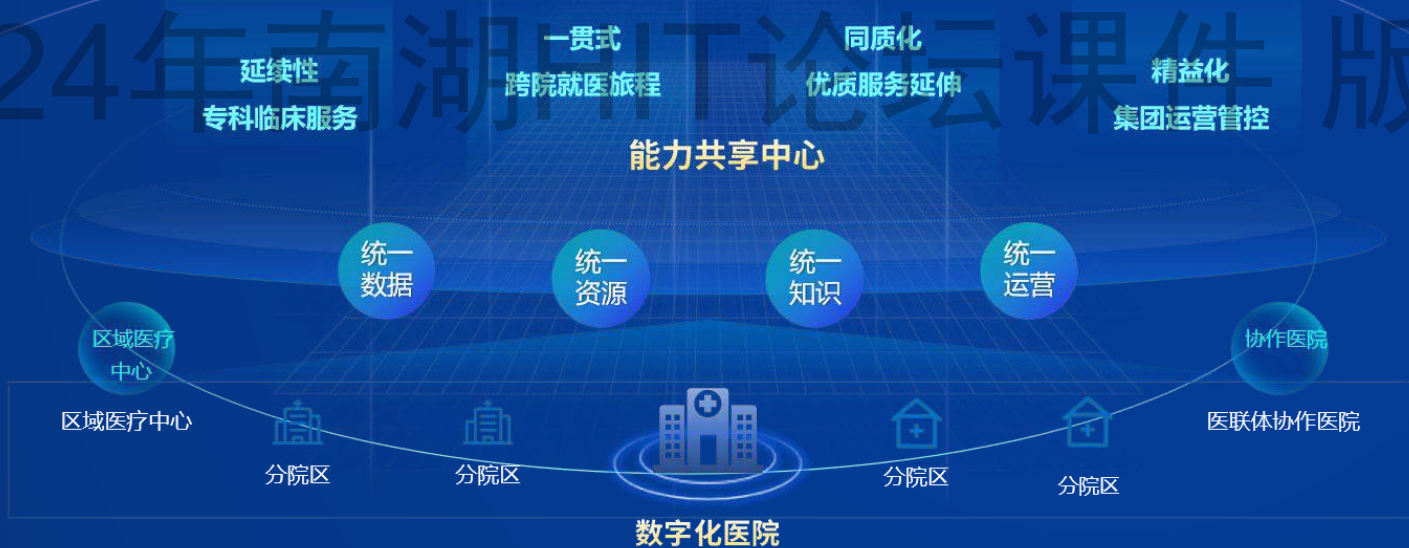 24年南湖HIT论坛课件 版
一贯式
同质化
延续性
精益化
跨院就医旅程
优质服务延伸
专科临床服务
集团运营管控
能力共享中心
统一
数据
统一
资源
统一
知识
统一
运营
区域医疗
中心
协作医院
区域医疗中心
医联体协作医院
分院区
分院区
分院区
分院区
数字化医院